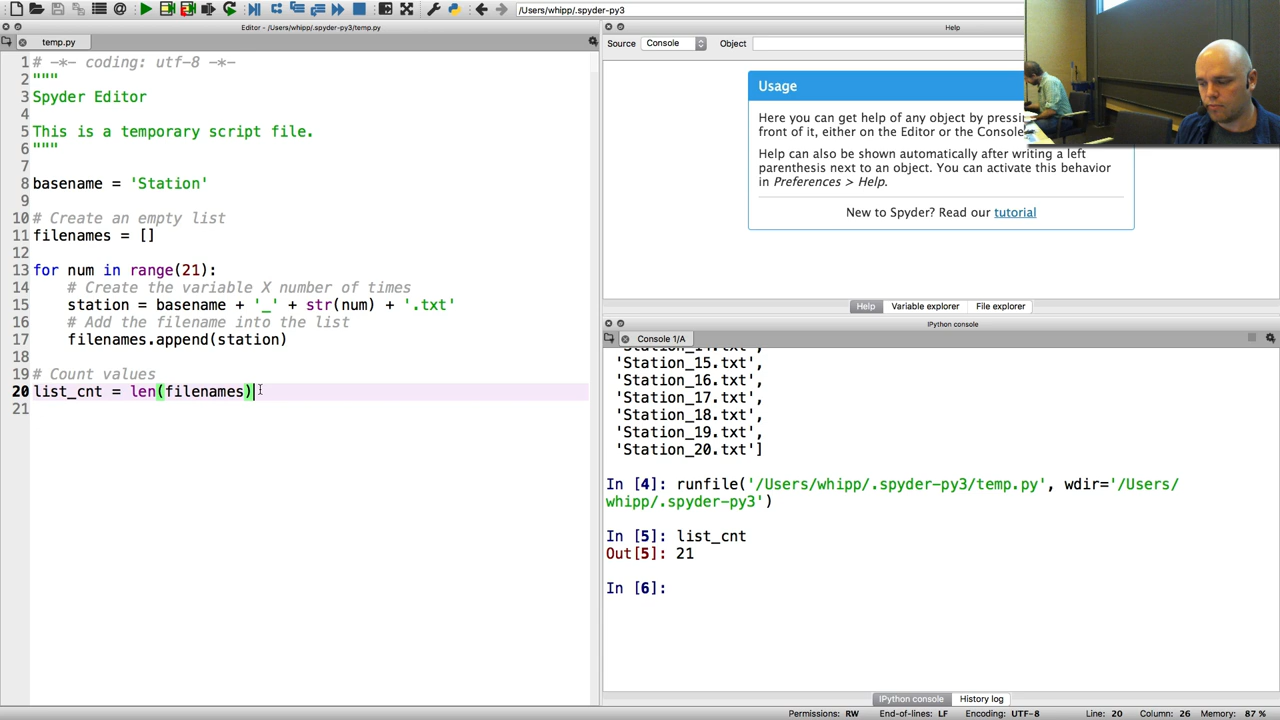 /Users/whipp/.spyder-py3
Editor - /Users/whipp/.spyder-py3/temp.py
Help
temp.py
Source Console Object
1 # -*- coding: utf-8 -*-
2 """
3 Spyder Editor
4
5 This is a temporary script file.
6 """
7
8 basename = 'Station'
9
10 # Create an empty list
11 filenames = []
12
13 for num in range(21):
14 # Create the variable X number of times
15 station = basename + '_' + str(num) + '.txt'
16 # Add the filename into the list
17 filenames.append(station)
18
19 # Count values
20 list_cnt = len(filenames)
21
Usage
Here you can get help of any object by pressin
front of it, either on the Editor or the Console
Help can also be shown automatically after writing a left
parenthesis next to an object. You can activate this behavior
in Preferences > Help.
New to Spyder? Read our tutorial
Help Variable explorer File explorer
IPython console
Console 1/A
'Station_14.txt',
'Station_15.txt',
'Station_16.txt',
'Station_17.txt',
'Station_18.txt',
'Station_19.txt',
'Station_20.txt']
In [4]: runfile('/Users/whipp/.spyder-py3/temp.py', wdir='/Users/
whipp/.spyder-py3')
In [5]: list_cnt
Out[5]: 21
In [6]:
IPython console History log
Permissions: RW End-of-lines: LF Encoding: UTF-8 Line: 20 Column: 26 Memory: 87 %